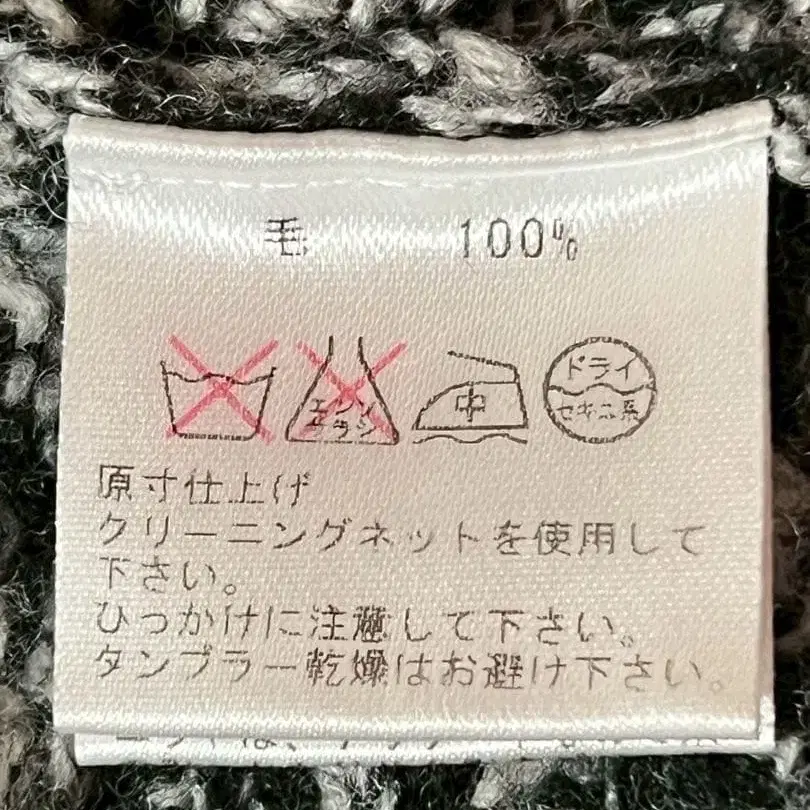 毛 100%
エンソ
サラシ
中
ドライ
セキユ系
原寸仕上げ
クリーニングネットを使用して
下さい。
ひっかけに注意して下さい。
タンブラー乾燥はお避け下さい。